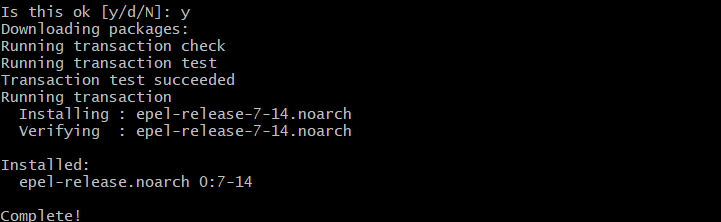 Is this ok [y/d/N]: y
Downloading packages:
Running transaction check
Running transaction test
Transaction test succeeded
Running transaction
  Installing : epel-release-7-14.noarch
  Verifying  : epel-release-7-14.noarch

Installed:
  epel-release.noarch 0:7-14

Complete!